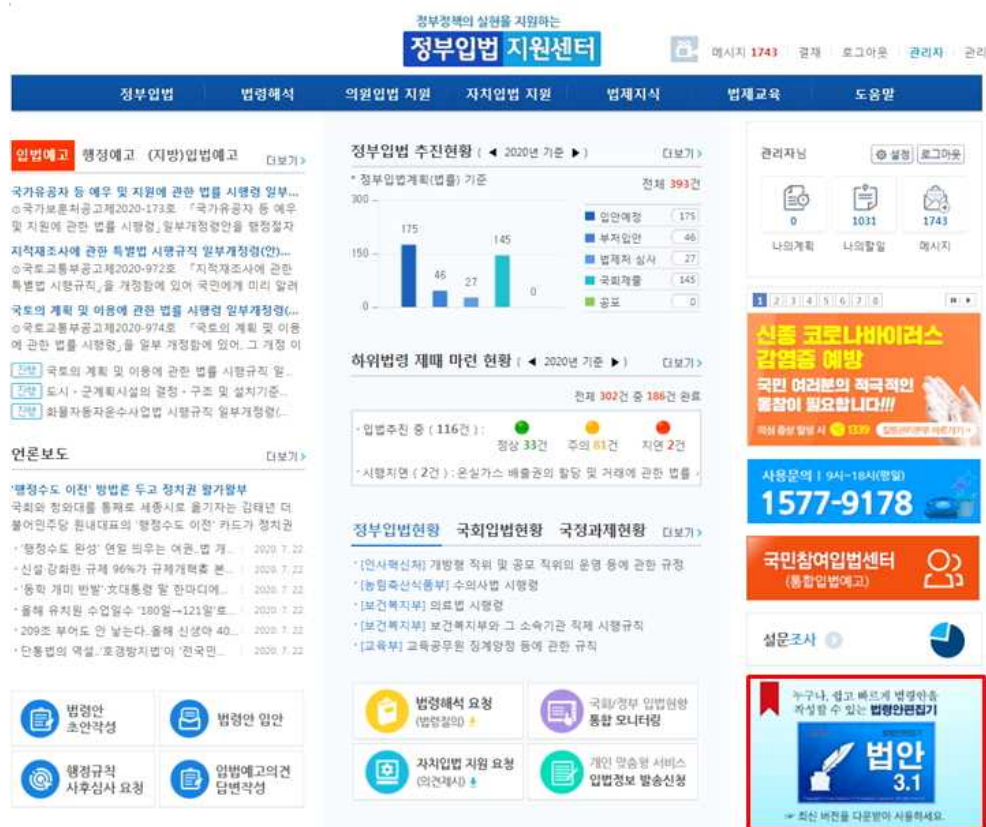 정부정책의 실현을 지원하는
정부입법 지원센터
메시지 1743 결재 로그아웃 관리자 관리
정부입법 법령해석 의원입법 지원 자치입법 지원 법제지식 법제교육 도움말
입법예고 행정예고 (지방)입법예고 더보기>
국가유공자 등 예우 및 지원에 관한 법률 시행령 일부...
⊙국가보훈처공고제2020-173호 「국가유공자 등 예우
및 지원에 관한 법률 시행령」일부개정령안을 행정절차
지적재조사에 관한 특별법 시행규칙 일부개정령(안)...
⊙국토교통부공고제2020-972호 「지적재조사에 관한
특별법 시행규칙」을 개정함에 있어 국민에게 미리 알려
국토의 계획 및 이용에 관한 법률 시행령 일부개정령(...
⊙국토교통부공고제2020-974호 「국토의 계획 및 이용
에 관한 법률 시행령」을 일부 개정함에 있어, 그 개정 이
진행 국토의 계획 및 이용에 관한 법률 시행규칙 일...
진행 도시·군계획시설의 결정·구조 및 설치기준...
진행 화물자동차운수사업법 시행규칙 일부개정령(...
언론보도 더보기>
'행정수도 이전' 방법론 두고 정치권 왈가왈부
국회와 청와대를 통째로 세종시로 옮기자는 김태년 더
불어민주당 원내대표의 '행정수도 이전' 카드가 정치권
·'행정수도 완성' 연일 띄우는 여권..법 개... 2020. 7. 22
·신설·강화한 규제 96%가 규제개혁委 본... 2020. 7. 22
·'동학 개미 반발'·文대통령 말 한마디에... 2020. 7. 22
·올해 유치원 수업일수 '180일→121일'로... 2020. 7. 22
·209조 부어도 안 낳는다..올해 신생아 40... 2020. 7. 22
·단통법의 역설..'호갱방지법'이 '전국민... 2020. 7. 22
법령안
초안작성
법령안 입안
행정규칙
사후심사 요청
입법예고의견
답변작성
정부입법 추진현황 ( ◀ 2020년 기준 ▶ ) 더보기>
* 정부입법계획(법률) 기준 전체 393건
300
150
0
175
46
27
145
0
입안예정 175
부처입안 46
법제처 심사 27
국회제출 145
공포 0
하위법령 제때 마련 현황 ( ◀ 2020년 기준 ▶ ) 더보기>
전체 302건 중 186건 완료
·입법추진 중 ( 116건 ) : 정상 33건 주의 81건 지연 2건
·시행지연 ( 2건 ) : 온실가스 배출권의 할당 및 거래에 관한 법률
정부입법현황 국회입법현황 국정과제현황 더보기>
·[인사혁신처] 개방형 직위 및 공모 직위의 운영 등에 관한 규정
·[농림축산식품부] 수의사법 시행령
·[보건복지부] 의료법 시행령
·[보건복지부] 보건복지부와 그 소속기관 직제 시행규칙
·[교육부] 교육공무원 징계양정 등에 관한 규칙
법령해석 요청
(법령질의)
국회/정부 입법현황
통합 모니터링
자치입법 지원 요청
(의견제시)
개인 맞춤형 서비스
입법정보 발송신청
관리자님 설정 로그아웃
0 1031 1743
나의계획 나의할일 메시지
1 2 3 4 5 6 7 8
신종 코로나바이러스
감염증 예방
국민 여러분의 적극적인
동참이 필요합니다!!!
의심 증상 발생 시 1339 질병관리본부 바로가기
사용문의 | 9시~18시(평일)
1577-9178
국민참여입법센터
(통합입법예고)
설문조사
누구나, 쉽고 빠르게 법령안을
작성할 수 있는 법령안편집기
법령안편집기
법안
3.1
☞ 최신 버전을 다운받아 사용하세요.